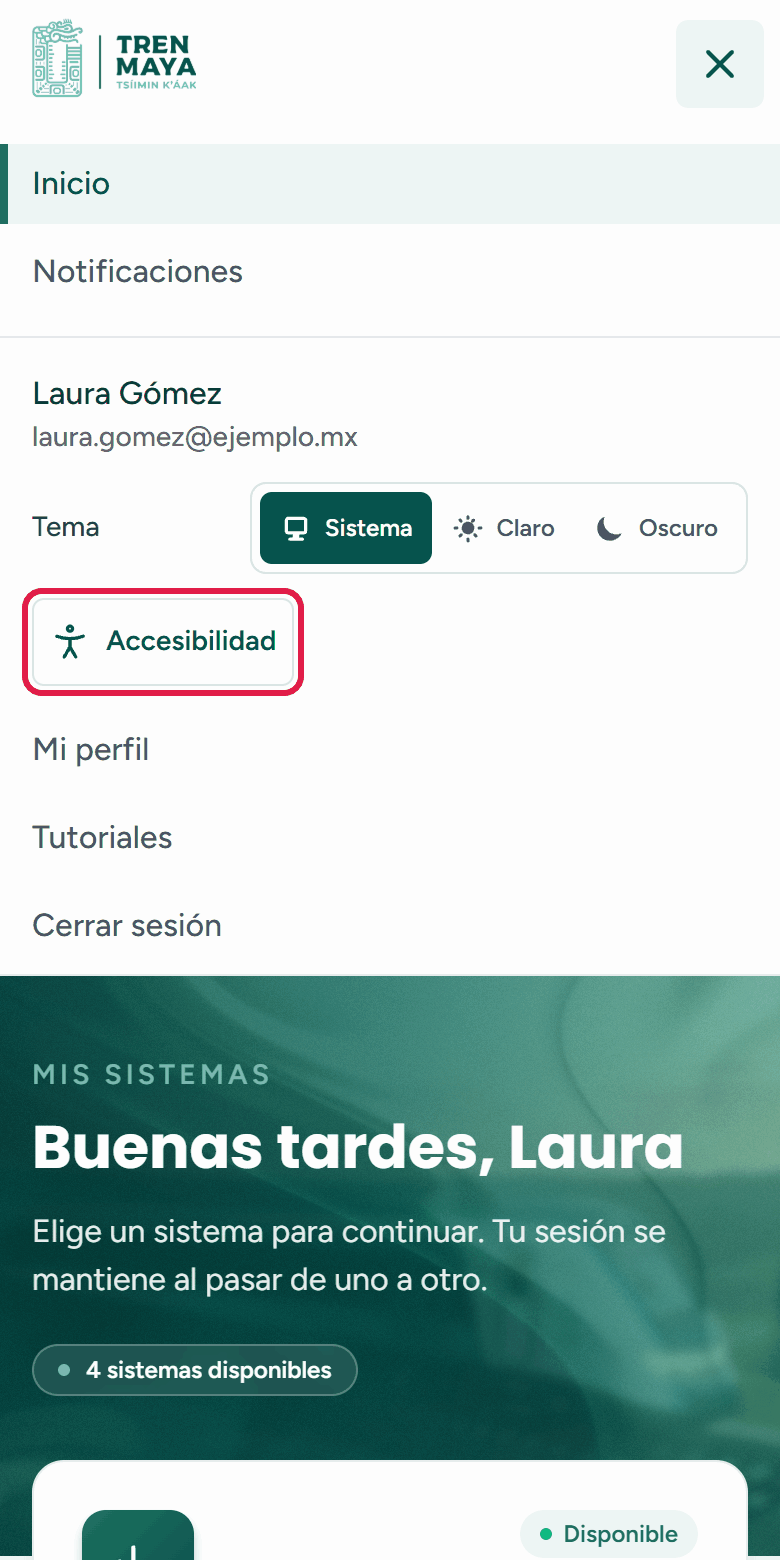 TREN
MAYA
TSÍIMIN K'ÁAK
Inicio
Notificaciones
Laura Gómez
laura.gomez@ejemplo.mx
Tema
Sistema
Claro
Oscuro
Accesibilidad
Mi perfil
Tutoriales
Cerrar sesión
MIS SISTEMAS
Buenas tardes, Laura
Elige un sistema para continuar. Tu sesión se
mantiene al pasar de uno a otro.
4 sistemas disponibles
Disponible